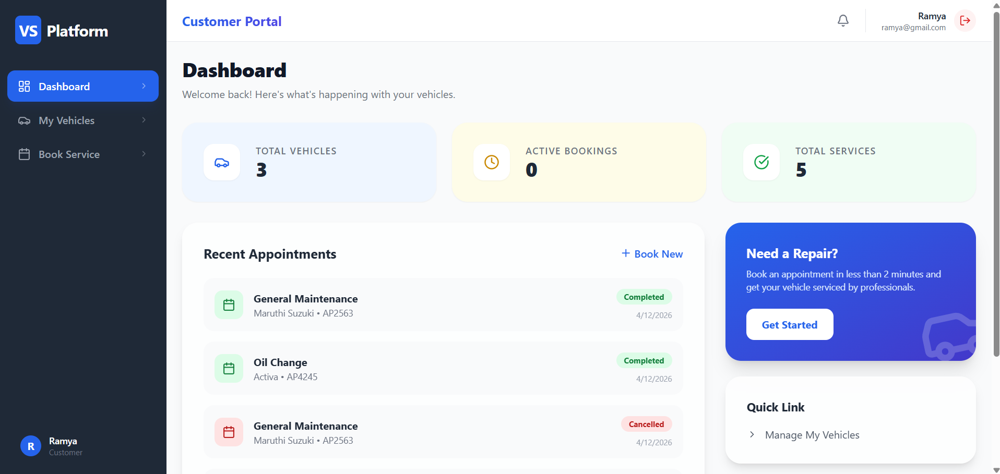 VS Platform
Dashboard
My Vehicles
Book Service
R
Ramya
Customer
Customer Portal
Ramya
ramya@gmail.com
Dashboard
Welcome back! Here's what's happening with your vehicles.
TOTAL VEHICLES
3
ACTIVE BOOKINGS
0
TOTAL SERVICES
5
Recent Appointments
+ Book New
General Maintenance
Completed
Maruthi Suzuki • AP2563
4/12/2026
Oil Change
Completed
Activa • AP4245
4/12/2026
General Maintenance
Cancelled
Maruthi Suzuki • AP2563
4/12/2026
Need a Repair?
Book an appointment in less than 2 minutes and
get your vehicle serviced by professionals.
Get Started
Quick Link
Manage My Vehicles